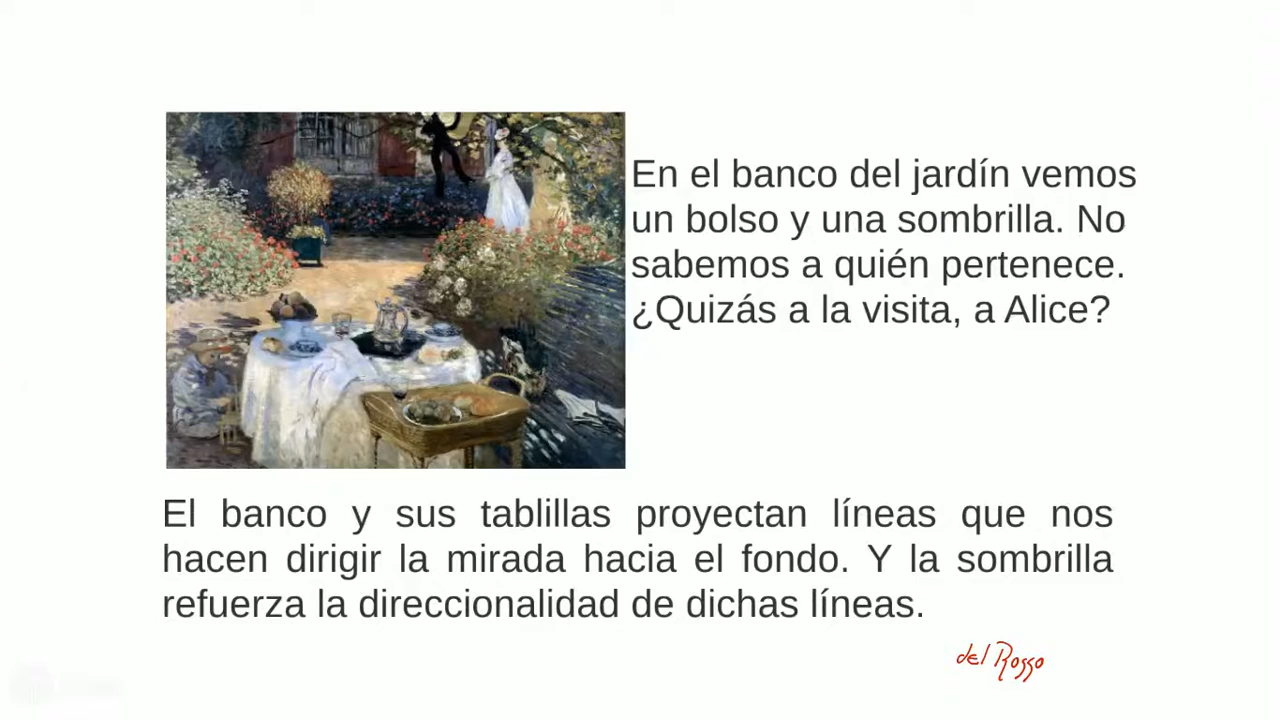 En el banco del jardín vemos
un bolso y una sombrilla. No
sabemos a quién pertenece.
¿Quizás a la visita, a Alice?
El banco y sus tablillas proyectan líneas que nos
hacen dirigir la mirada hacia el fondo. Y la sombrilla
refuerza la direccionalidad de dichas líneas.
del Rosso